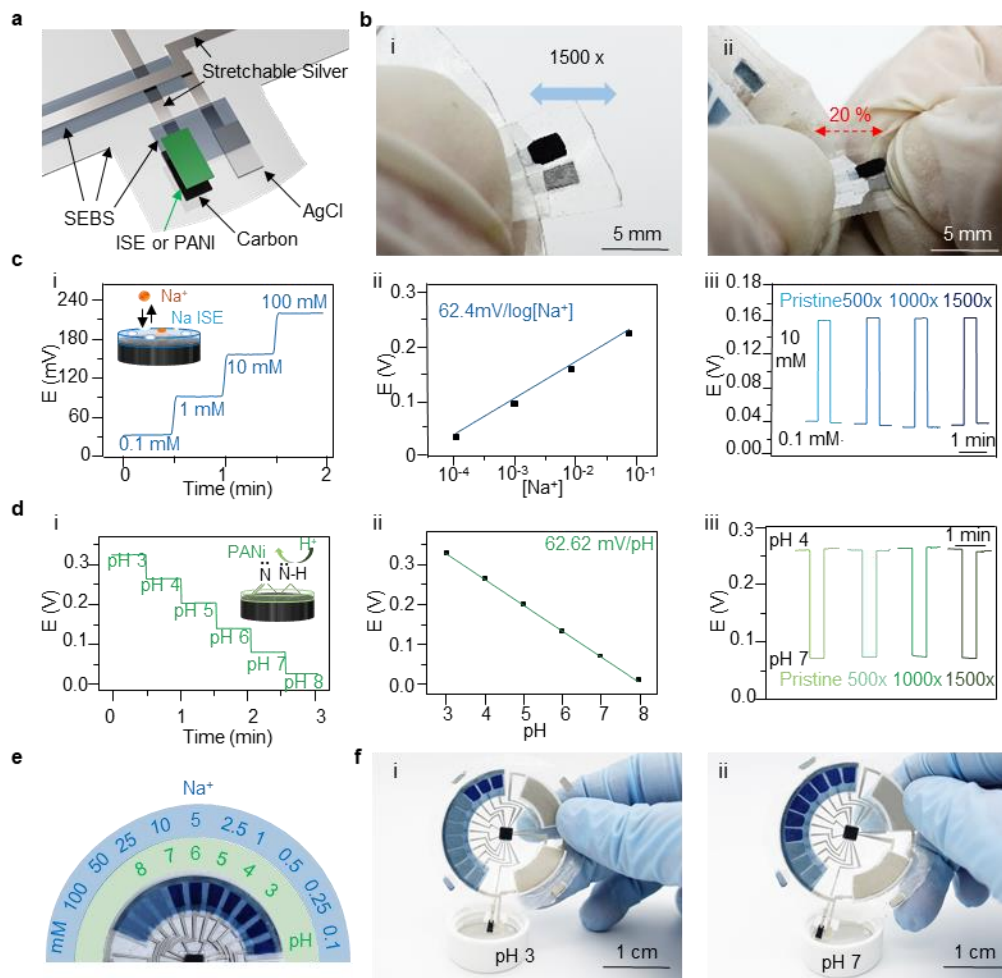 a
Stretchable Silver
SEBS
ISE or PANI
Carbon
AgCl
b
i
1500 x
5 mm
ii
20 %
5 mm
c
i
E (mV)
240
180
120
60
0
Na⁺
Na ISE
0.1 mM
1 mM
10 mM
100 mM
0
1
2
Time (min)
ii
E (V)
0.3
0.2
0.1
0.0
62.4mV/log[Na⁺]
10⁻⁴
10⁻³
10⁻²
10⁻¹
[Na⁺]
iii
E (V)
0.16
0.16
0.12
0.08
0.04
0.00
Pristine 500x 1000x 1500x
10
mM
0.1 mM
1 min
d
i
E (V)
0.3
0.2
0.1
0.0
pH 3
pH 4
pH 5
pH 6
pH 7
pH 8
PANi
H⁺
N̈ N̈-H
0
1
2
3
Time (min)
ii
E (V)
0.3
0.2
0.1
0.0
62.62 mV/pH
3
4
5
6
7
8
pH
iii
E (V)
0.3
0.2
0.1
0.0
pH 4
pH 7
1 min
Pristine 500x 1000x 1500x
e
Na⁺
mM 100 50 25 10 5 2.5 1 0.5 0.25 0.1
8 7 6 5 4 3 pH
f
i
pH 3
1 cm
ii
pH 7
1 cm